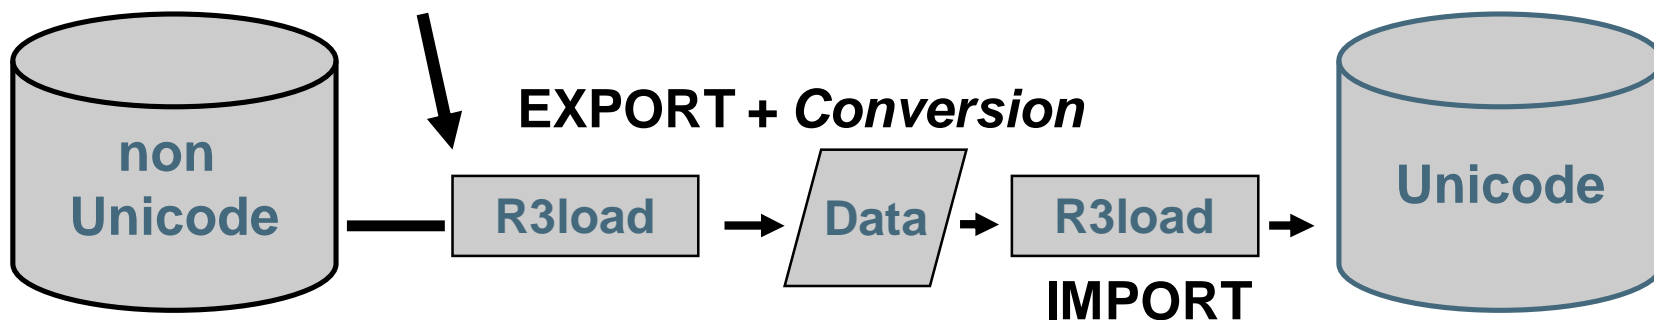 EXPORT + Conversion
non
Unicode
R3load
Data
R3load
Unicode
IMPORT